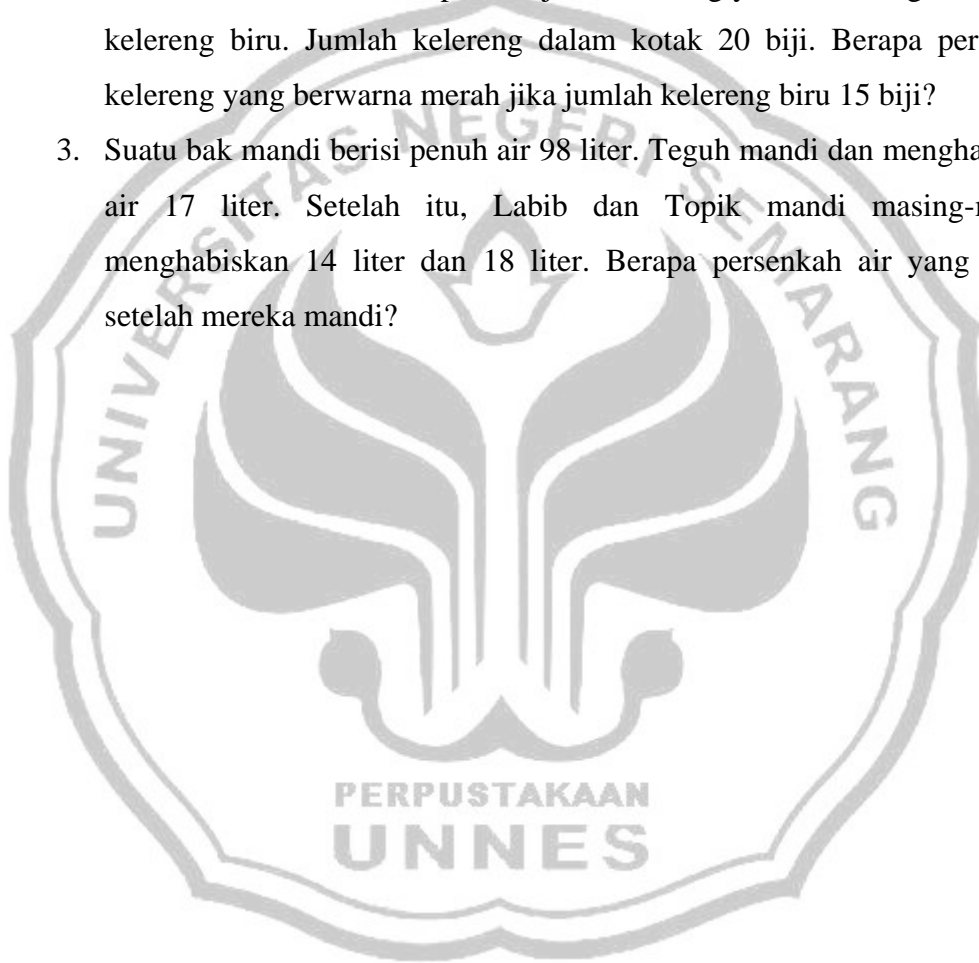 kelereng biru. Jumlah kelereng dalam kotak 20 biji. Berapa per
kelereng yang berwarna merah jika jumlah kelereng biru 15 biji?
3. Suatu bak mandi berisi penuh air 98 liter. Teguh mandi dan mengha
air 17 liter. Setelah itu, Labib dan Topik mandi masing-
menghabiskan 14 liter dan 18 liter. Berapa persenkah air yang
setelah mereka mandi?
UNIVERSITAS NEGERI SEMARANG
PERPUSTAKAAN
UNNES